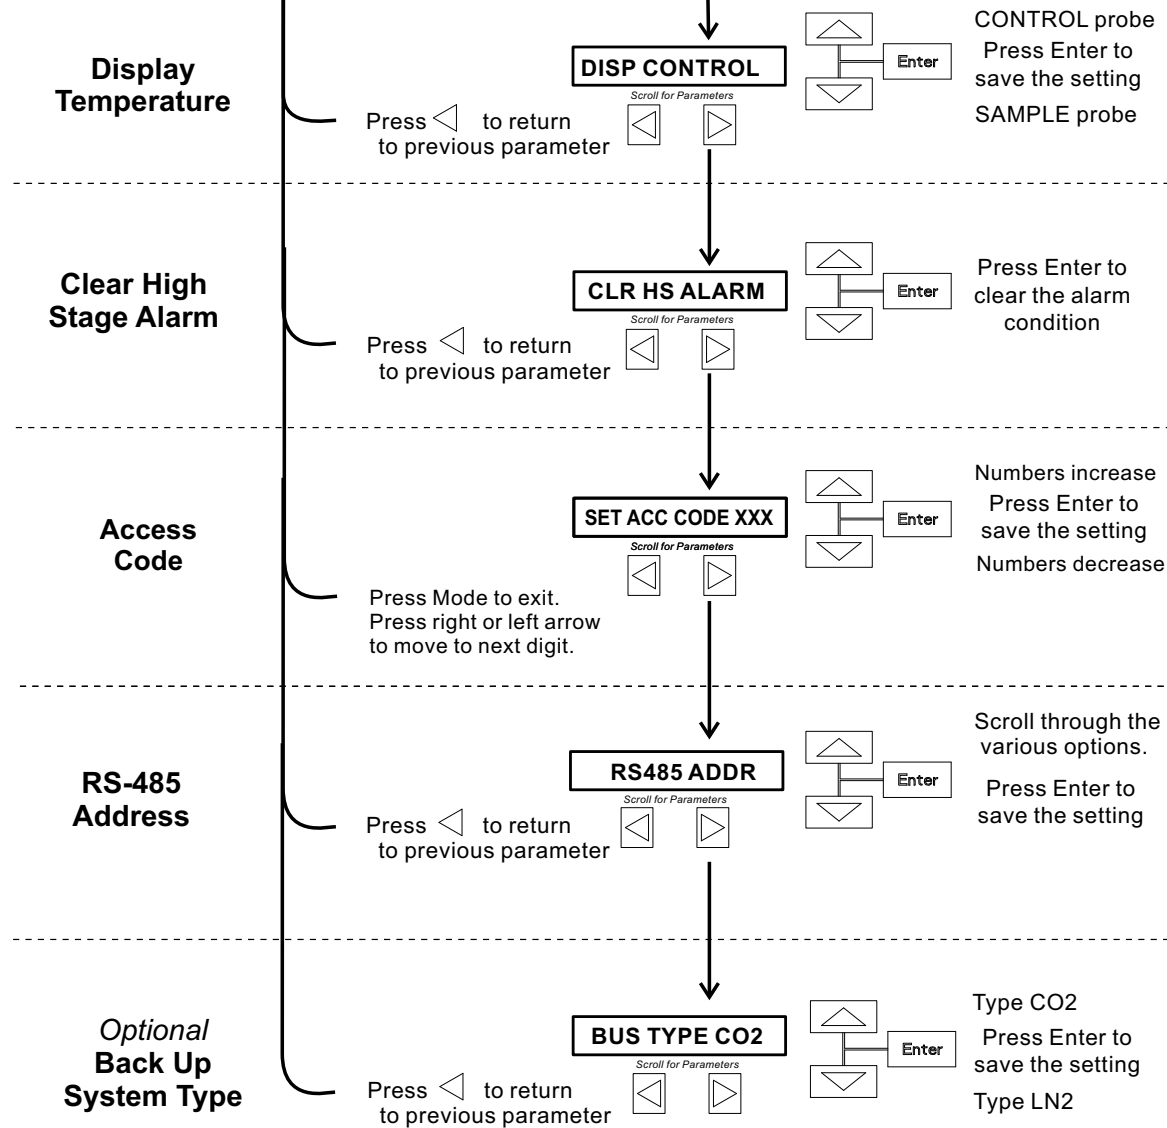 CONTROL probe
Display
Temperature
DISP CONTROL
Enter
Press Enter to
save the setting
Scroll for Parameters
SAMPLE probe
Press to return
to previous parameter
Clear High
Stage Alarm
CLR HS ALARM
Enter
Press Enter to
clear the alarm
condition
Scroll for Parameters
Press to return
to previous parameter
Numbers increase
Access
Code
SET ACC CODE XXX
Enter
Press Enter to
save the setting
Scroll for Parameters
Numbers decrease
Press Mode to exit.
Press right or left arrow
to move to next digit.
Scroll through the
various options.
RS-485
Address
RS485 ADDR
Enter
Press Enter to
save the setting
Scroll for Parameters
Press to return
to previous parameter
Type CO2
Optional
Back Up
System Type
BUS TYPE CO2
Enter
Press Enter to
save the setting
Scroll for Parameters
Type LN2
Press to return
to previous parameter